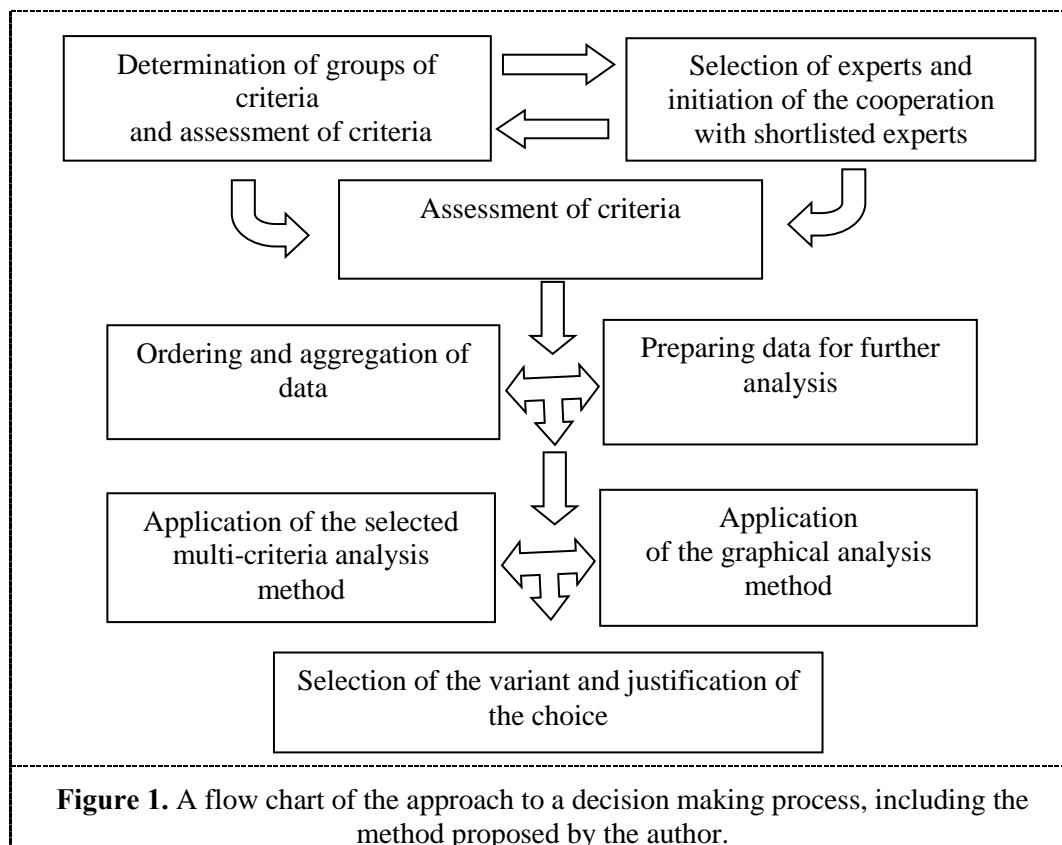 Determination of groups of
criteria
and assessment of criteria
Selection of experts and
initiation of the cooperation
with shortlisted experts
Assessment of criteria
Ordering and aggregation of
data
Preparing data for further
analysis
Application of the selected
multi-criteria analysis
method
Application
of the graphical analysis
method
Selection of the variant and justification of
the choice
Figure 1. A flow chart of the approach to a decision making process, including the
method proposed by the author.